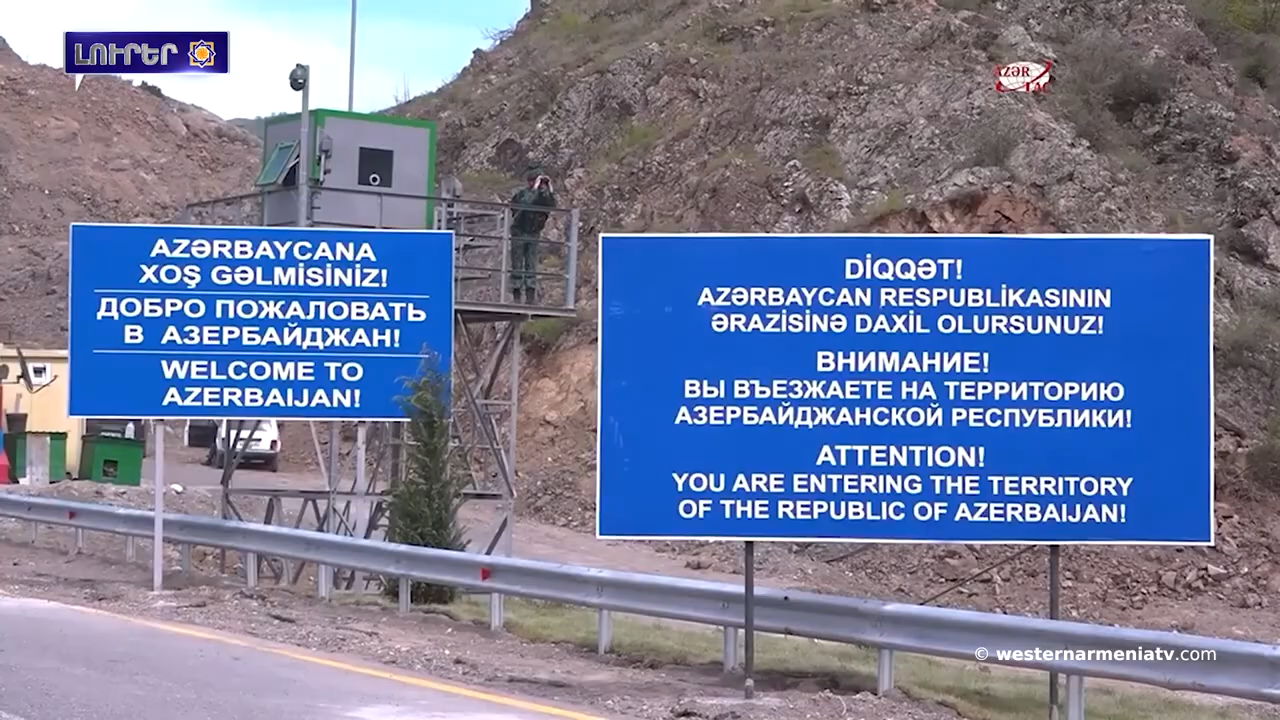 ԼՈՒՐԵՐ
AZƏR
TAC
AZƏRBAYCANA
XOŞ GƏLMİSİNİZ!
ДОБРО ПОЖАЛОВАТЬ
В АЗЕРБАЙДЖАН!
WELCOME TO
AZERBAIJAN!
DİQQƏT!
AZƏRBAYCAN RESPUBLİKASININ
ƏRAZİSİNƏ DAXİL OLURSUNUZ!
ВНИМАНИЕ!
ВЫ ВЪЕЗЖАЕТЕ НА ТЕРРИТОРИЮ
АЗЕРБАЙДЖАНСКОЙ РЕСПУБЛИКИ!
ATTENTION!
YOU ARE ENTERING THE TERRITORY
OF THE REPUBLIC OF AZERBAIJAN!
© westernarmeniatv.com